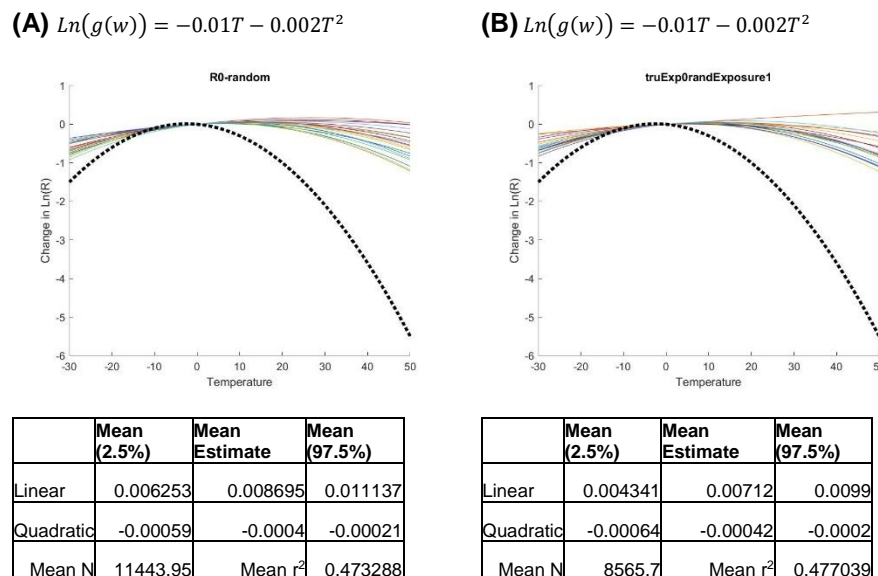 (A) Ln(g(w)) = −0.01T − 0.002T²
R0-random
Change in Ln(R)
1
0
-1
-2
-3
-4
-5
-6
-30 -20 -10 0 10 20 30 40 50
Temperature
Mean (2.5%) Mean Estimate Mean (97.5%)
Linear 0.006253 0.008695 0.011137
Quadratic -0.00059 -0.0004 -0.00021
Mean N 11443.95 Mean r² 0.473288
(B) Ln(g(w)) = −0.01T − 0.002T²
truExp0randExposure1
Change in Ln(R)
1
0
-1
-2
-3
-4
-5
-6
-30 -20 -10 0 10 20 30 40 50
Temperature
Mean (2.5%) Mean Estimate Mean (97.5%)
Linear 0.004341 0.00712 0.0099
Quadratic -0.00064 -0.00042 -0.0002
Mean N 8565.7 Mean r² 0.477039